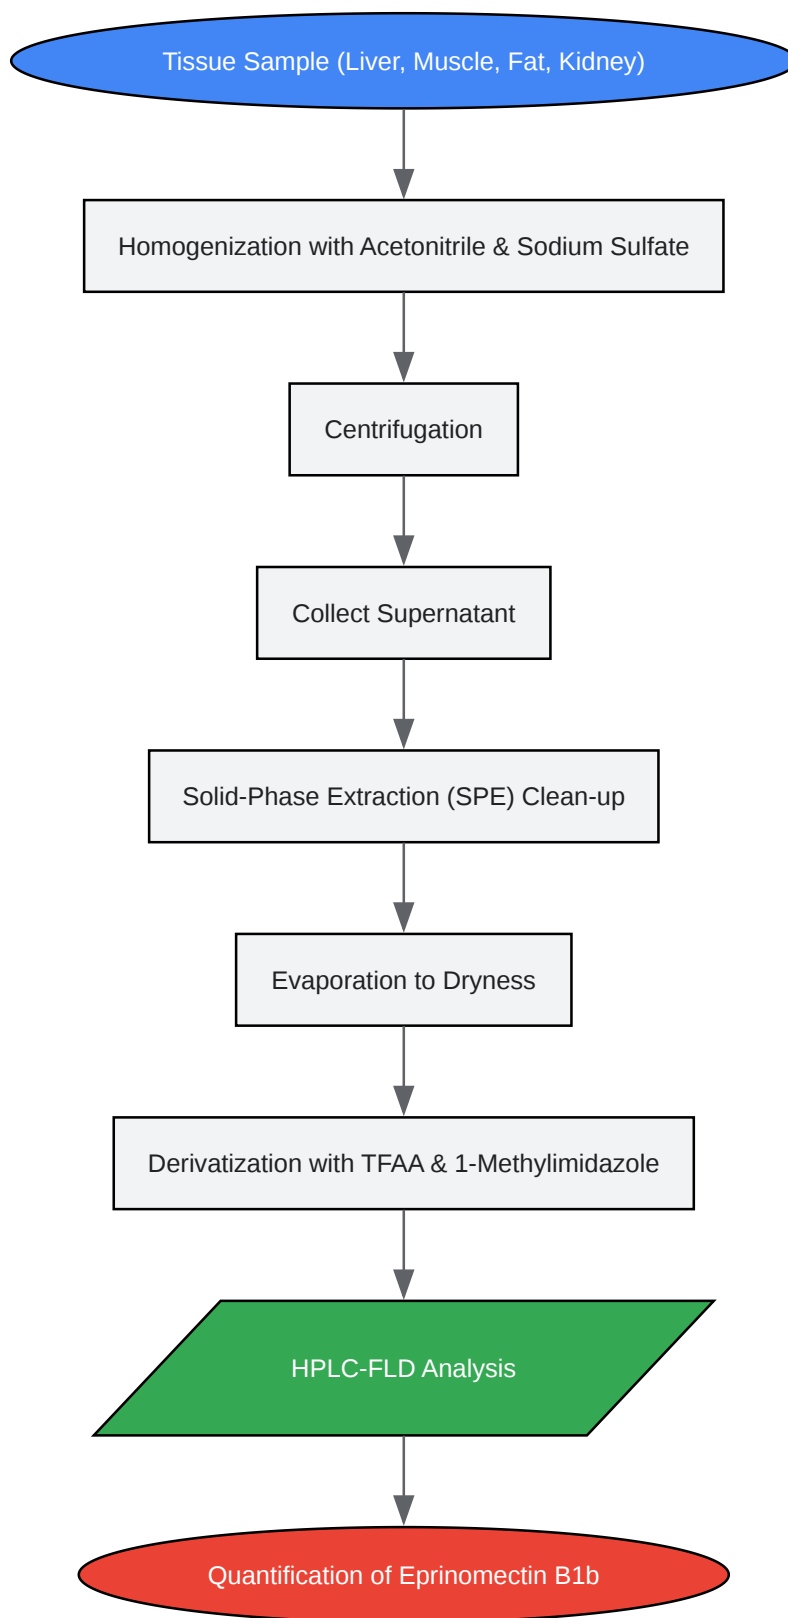 Tissue Sample (Liver, Muscle, Fat, Kidney)
Homogenization with Acetonitrile & Sodium Sulfate
Centrifugation
Collect Supernatant
Solid-Phase Extraction (SPE) Clean-up
Evaporation to Dryness
Derivatization with TFAA & 1-Methylimidazole
HPLC-FLD Analysis
Quantification of Eprinomectin B1b